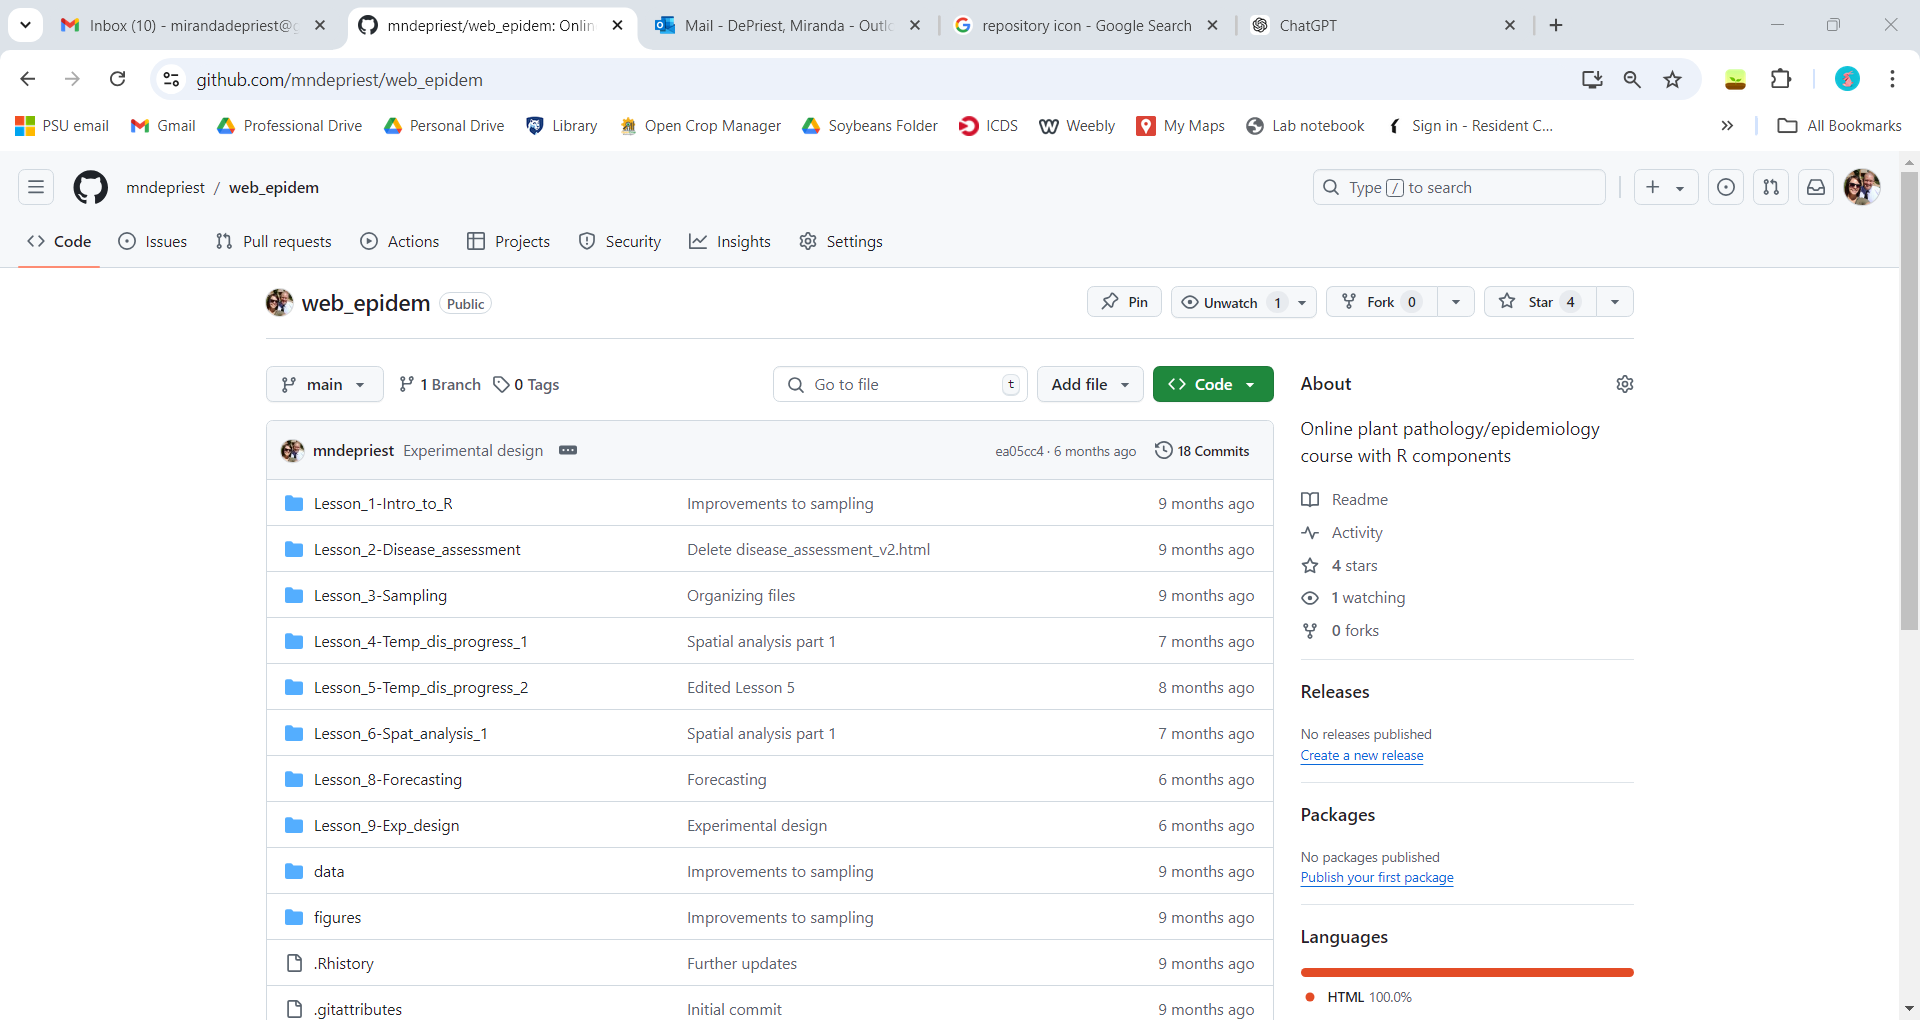 Inbox (10) - mirandadepriest@g
mndepriest/web_epidem: Onlin
Mail - DePriest, Miranda - Outlo
repository icon - Google Search
ChatGPT
github.com/mndepriest/web_epidem
PSU email
Gmail
Professional Drive
Personal Drive
Library
Open Crop Manager
Soybeans Folder
ICDS
Weebly
My Maps
Lab notebook
Sign in - Resident C...
All Bookmarks
mndepriest / web_epidem
Type / to search
Code
Issues
Pull requests
Actions
Projects
Security
Insights
Settings
web_epidem Public
Pin
Unwatch 1
Fork 0
Star 4
main
1 Branch
0 Tags
Go to file t
Add file
Code
mndepriest Experimental design ea05cc4 · 6 months ago 18 Commits
Lesson_1-Intro_to_R Improvements to sampling 9 months ago
Lesson_2-Disease_assessment Delete disease_assessment_v2.html 9 months ago
Lesson_3-Sampling Organizing files 9 months ago
Lesson_4-Temp_dis_progress_1 Spatial analysis part 1 7 months ago
Lesson_5-Temp_dis_progress_2 Edited Lesson 5 8 months ago
Lesson_6-Spat_analysis_1 Spatial analysis part 1 7 months ago
Lesson_8-Forecasting Forecasting 6 months ago
Lesson_9-Exp_design Experimental design 6 months ago
data Improvements to sampling 9 months ago
figures Improvements to sampling 9 months ago
.Rhistory Further updates 9 months ago
.gitattributes Initial commit 9 months ago
About
Online plant pathology/epidemiology
course with R components
Readme
Activity
4 stars
1 watching
0 forks
Releases
No releases published
Create a new release
Packages
No packages published
Publish your first package
Languages
HTML 100.0%